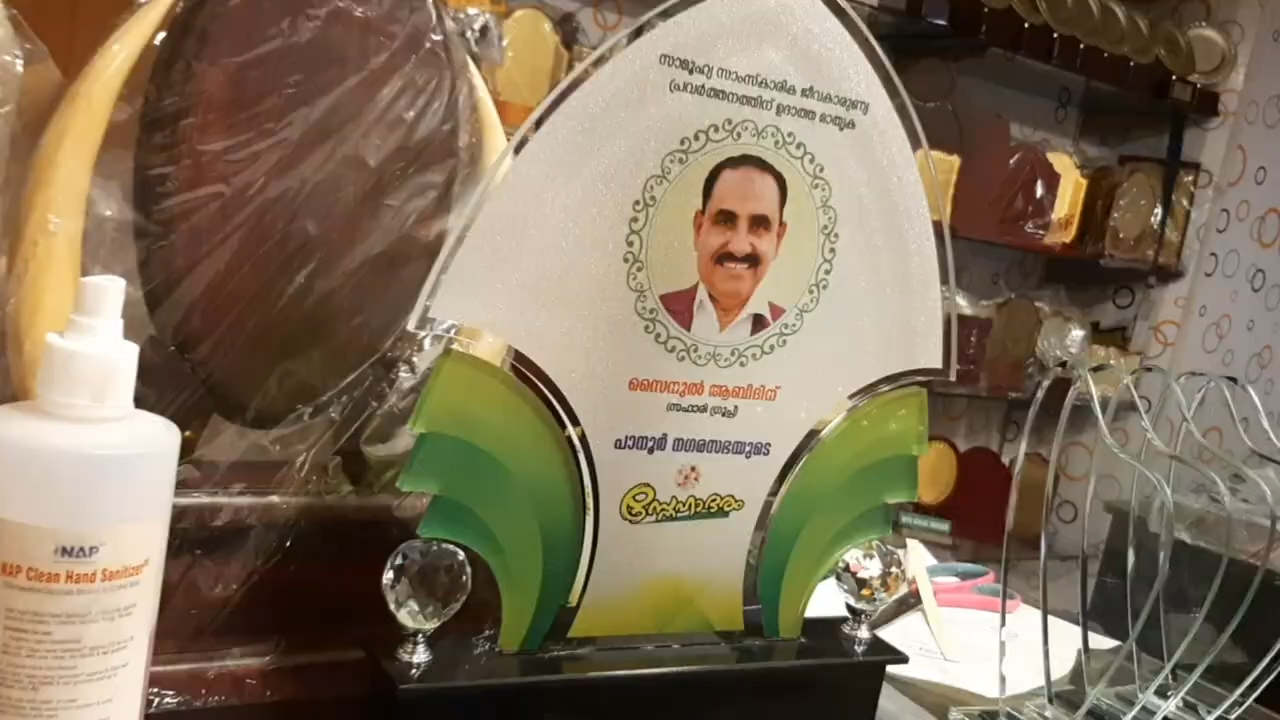 സാമൂഹ്യ സാംസ്കാരിക ജീവകാരുണ്യ
പ്രവർത്തനത്തിന് ഉദാത്ത മാതൃക
സൈനുൽ ആബിദിന്
(സഫാരി ഗ്രൂപ്പ്)
പാനൂർ നഗരസഭയുടെ
സ്നേഹാദരം
NAP
NAP Clean Hand Sanitizer